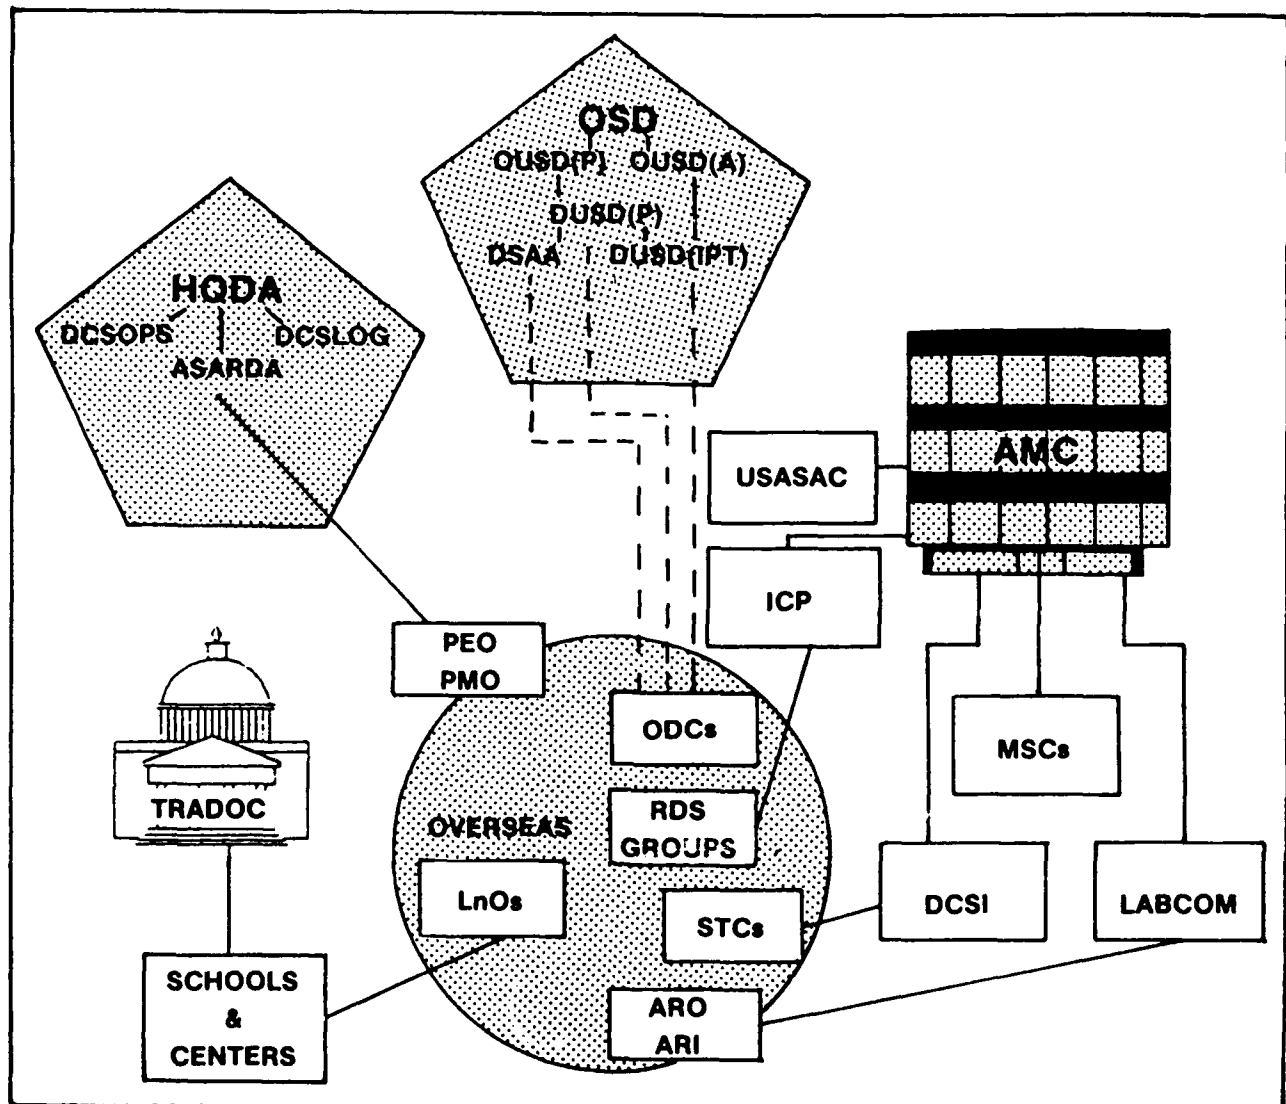 OSD
OUSD(P) OUSD(A)
DUSD(P)
DSAA DUSD(IPT)
HQDA
DCSOPS DCSLOG
ASARDA
AMC
USASAC
ICP
PEO
PMO
ODCs
MSCs
TRADOC
RDS
GROUPS
OVERSEAS
LnOs
STCs
DCSI
LABCOM
SCHOOLS
&
CENTERS
ARO
ARI